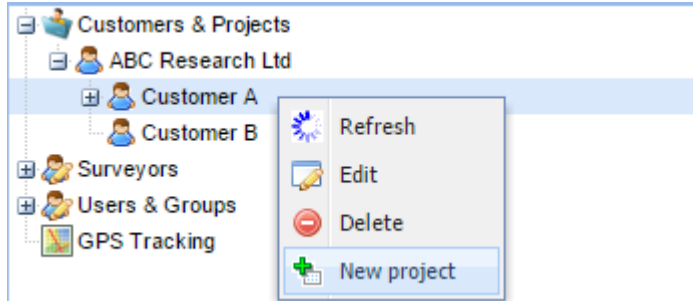 Customers & Projects
ABC Research Ltd
Customer A
Customer B
Surveyors
Users & Groups
GPS Tracking
Refresh
Edit
Delete
New project